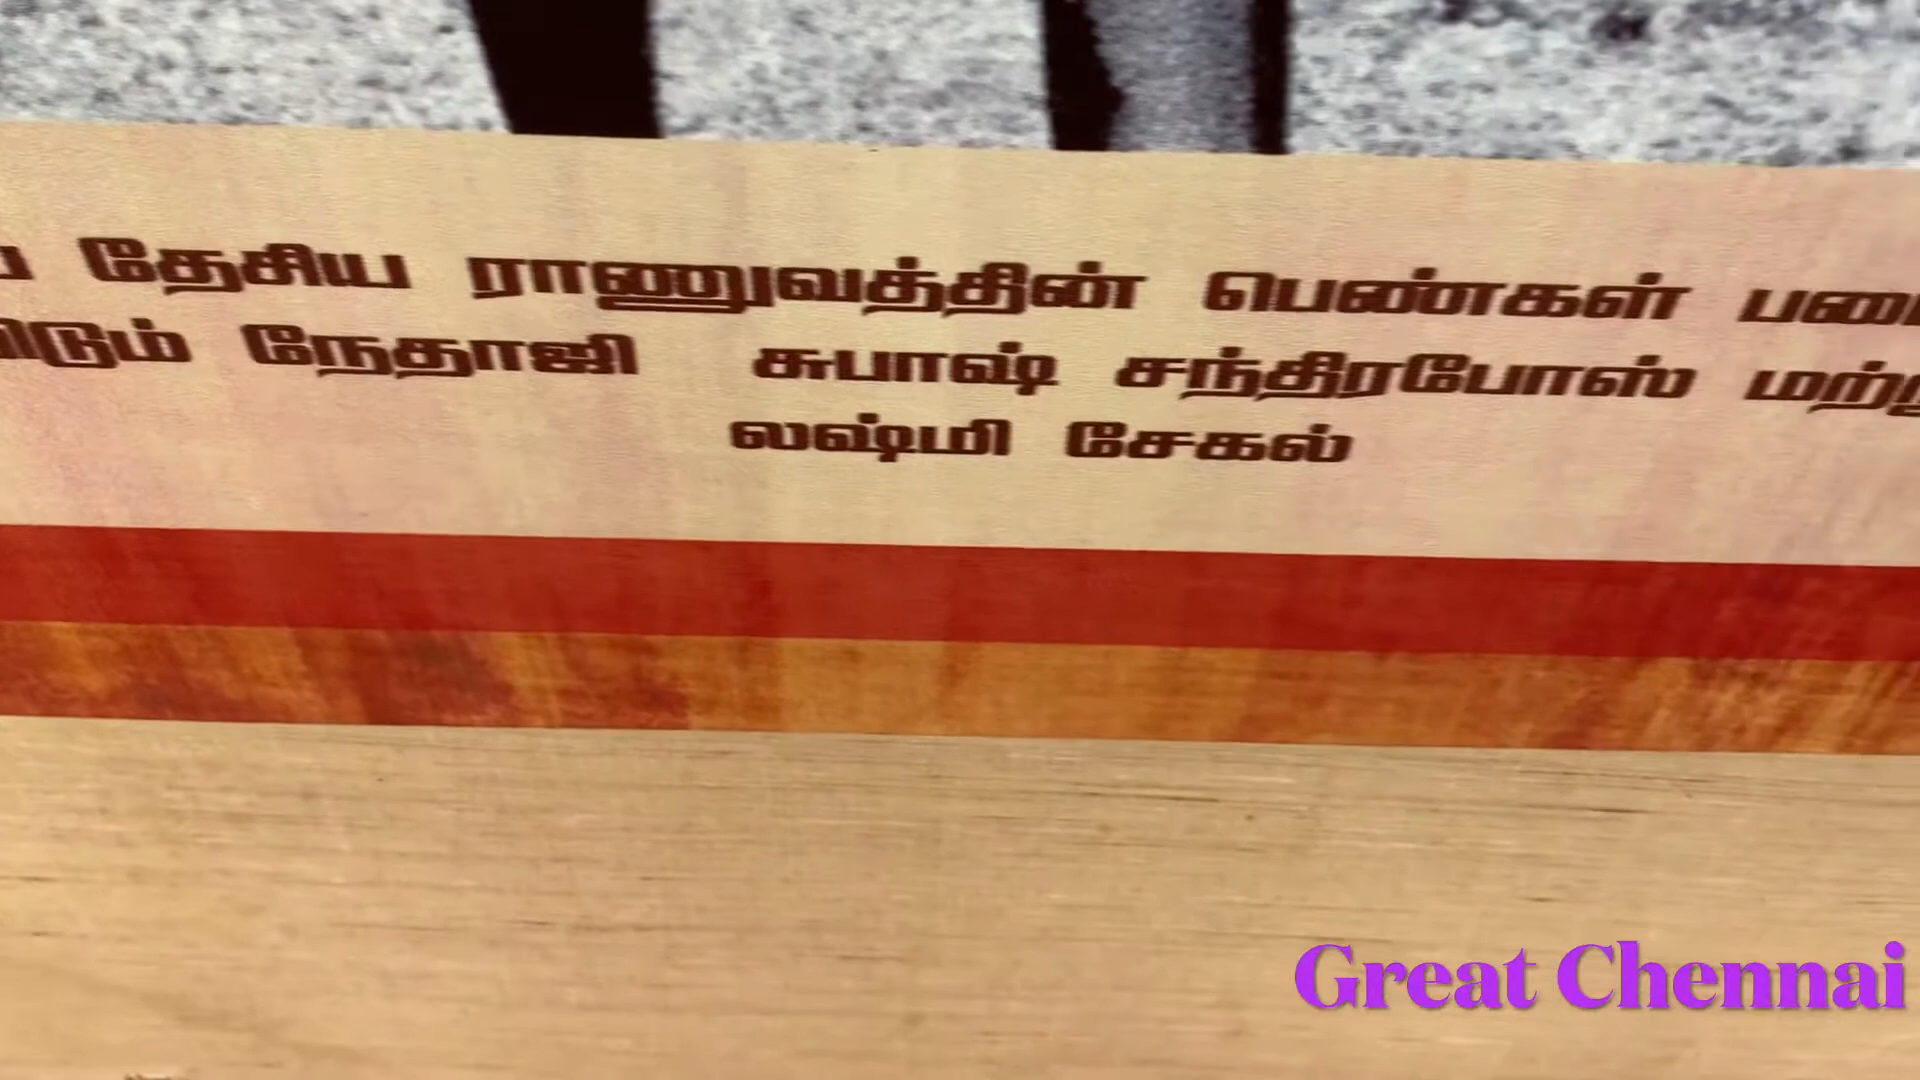 தேசிய ராணுவத்தின் பெண்கள்
நேதாஜி சுபாஷ் சந்திரபோஸ்
லஷ்மி சேகல்
Great Chennai